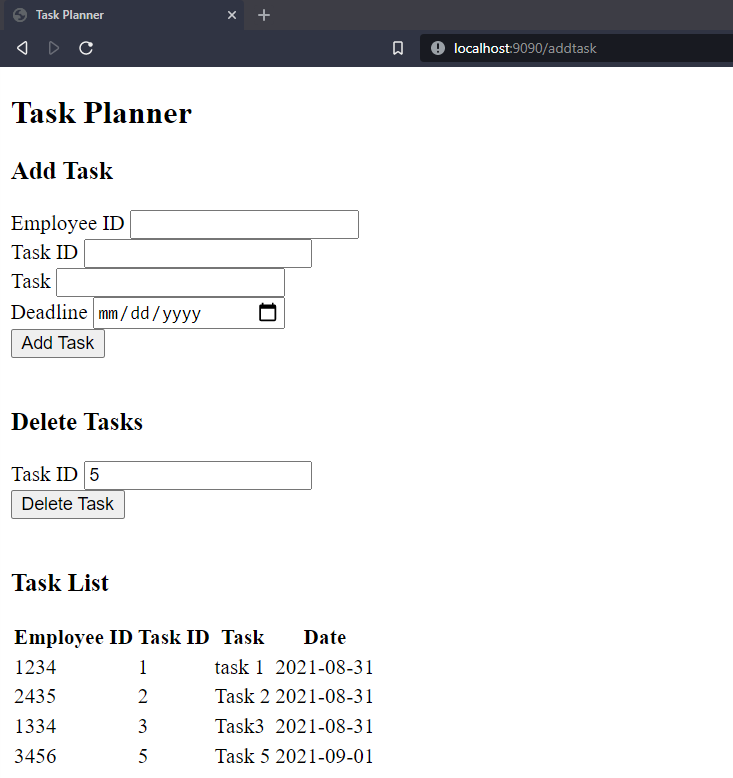 Task Planner
localhost:9090/addtask
Task Planner
Add Task
Employee ID
Task ID
Task
Deadline mm/dd/yyyy
Add Task
Delete Tasks
Task ID 5
Delete Task
Task List
Employee ID Task ID Task Date
1234 1 task 1 2021-08-31
2435 2 Task 2 2021-08-31
1334 3 Task3 2021-08-31
3456 5 Task 5 2021-09-01